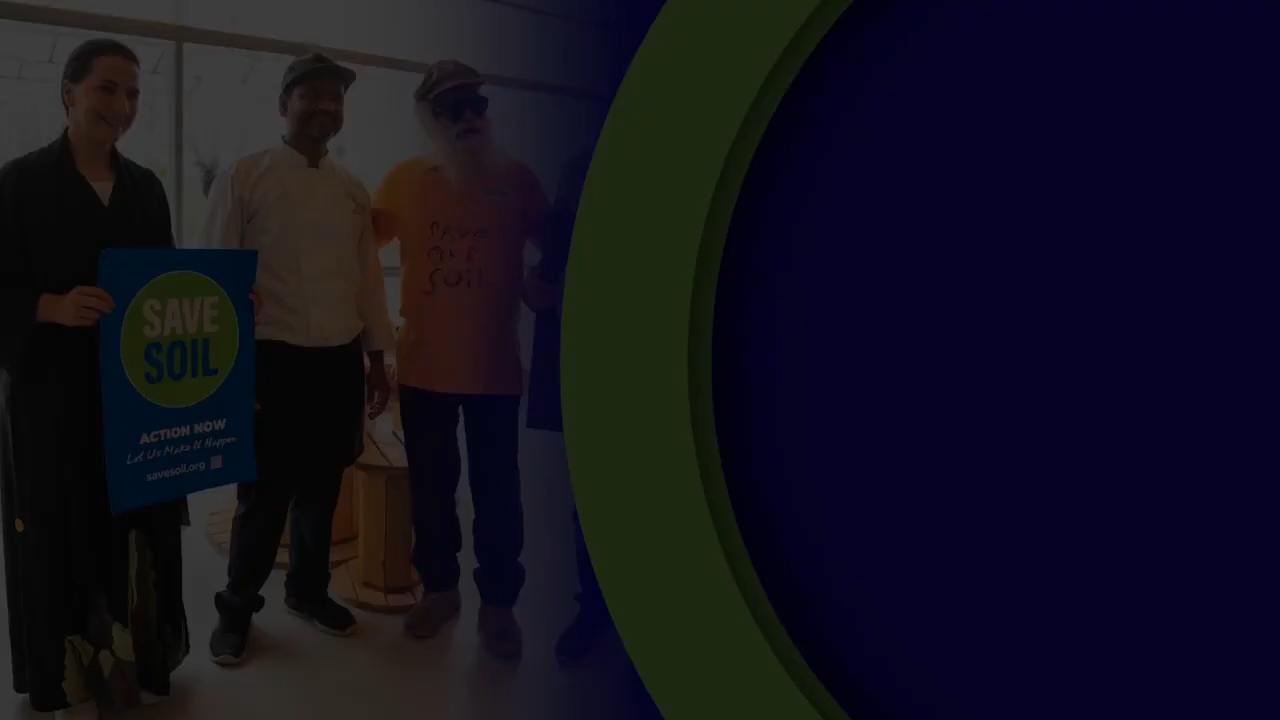 SAVE
SOIL
ACTION NOW
Let Us Make It Happen
savesoil.org
SAVE
OUR
SOIL